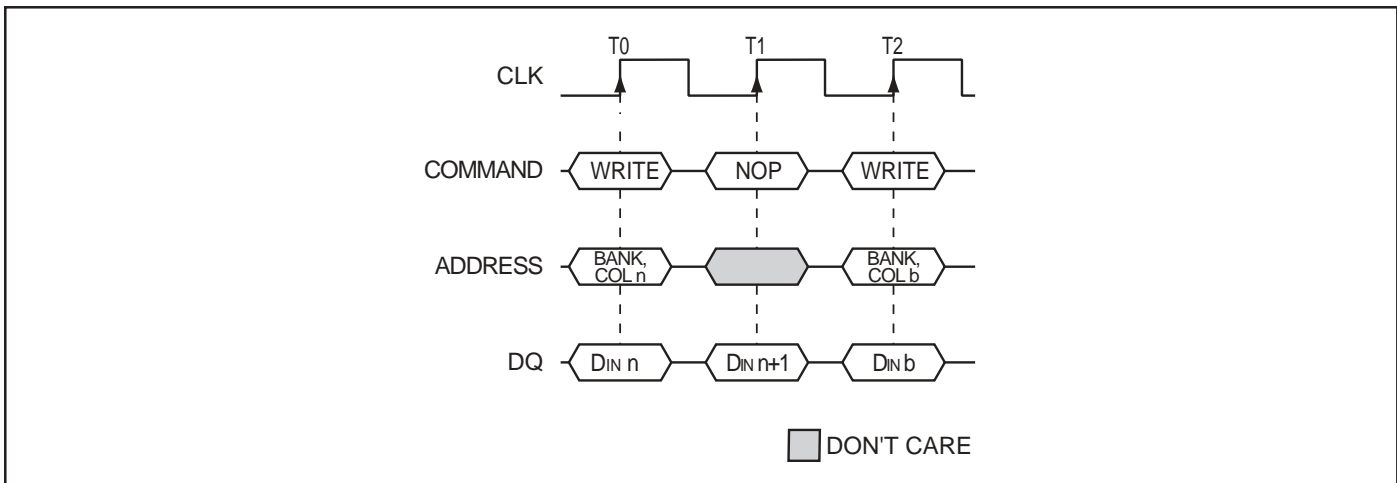 T0 T1 T2
CLK
COMMAND WRITE NOP WRITE
ADDRESS BANK, COL n BANK, COL b
DQ DIN n DIN n+1 DIN b
DON'T CARE